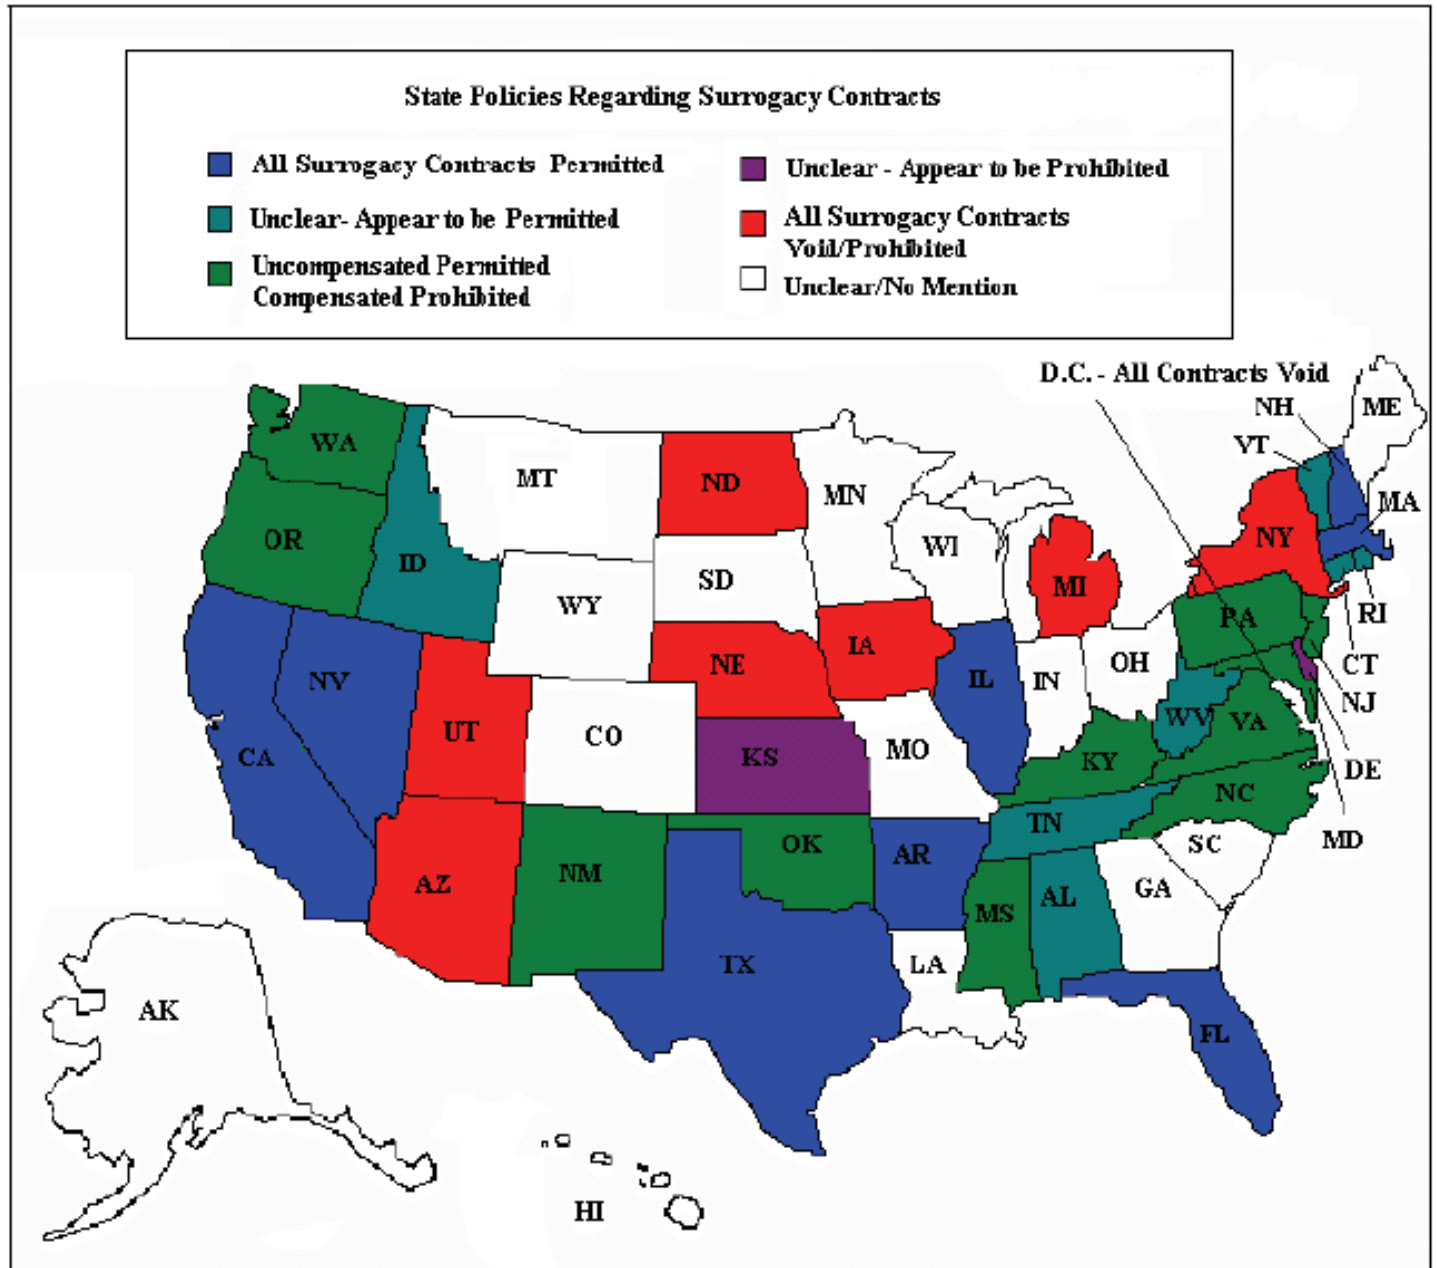 State Policies Regarding Surrogacy Contracts
All Surrogacy Contracts Permitted
Unclear- Appear to be Permitted
Uncompensated Permitted
Compensated Prohibited
Unclear - Appear to be Prohibited
All Surrogacy Contracts
Void/Prohibited
Unclear/No Mention
D.C. - All Contracts Void
NH
ME
VT
WA
MT
ND
MN
MA
OR
WI
NY
ID
SD
MI
WY
RI
PA
IA
NE
OH
CT
NV
IL
IN
NJ
UT
CO
WV
VA
CA
KS
MO
KY
DE
NC
TN
MD
OK
SC
AR
NM
AZ
GA
AL
MS
TX
LA
AK
FL
HI